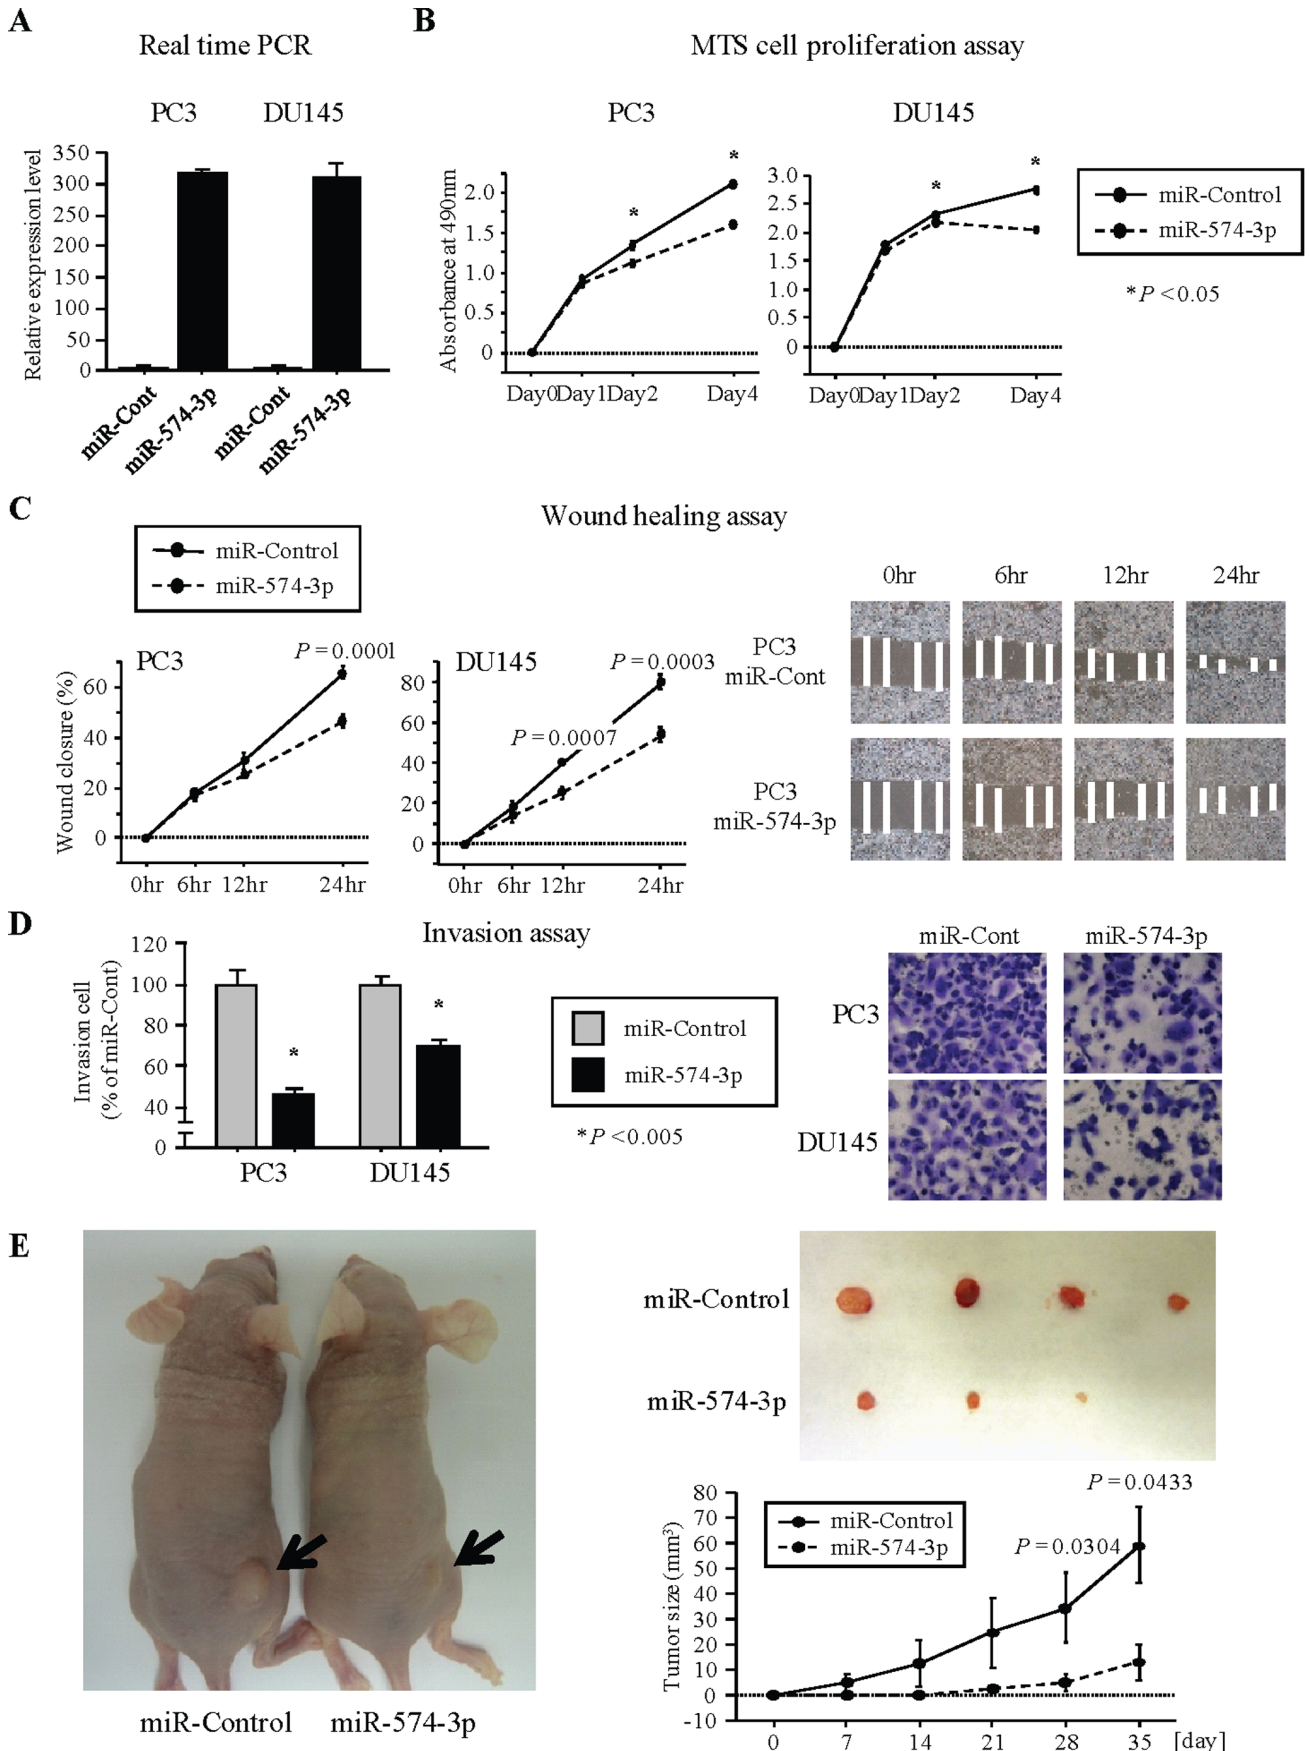 A
Real time PCR
PC3 DU145
Relative expression level
350
300
250
200
150
100
50
0
miR-Cont
miR-574-3p
miR-Cont
miR-574-3p
B
MTS cell proliferation assay
PC3
Absorbance at 490nm
2.0
1.5
1.0
0.5
0
Day0 Day1 Day2 Day4
*
*
DU145
3.0
2.5
2.0
1.5
1.0
0.5
0
Day0 Day1 Day2 Day4
*
*
miR-Control
miR-574-3p
*P <0.05
C
Wound healing assay
miR-Control
miR-574-3p
PC3
P = 0.0001
Wound closure (%)
60
40
20
0
0hr 6hr 12hr 24hr
DU145
P = 0.0003
P = 0.0007
80
60
40
20
0
0hr 6hr 12hr 24hr
0hr 6hr 12hr 24hr
PC3
miR-Cont
PC3
miR-574-3p
D
Invasion assay
Invasion cell
(% of miR-Cont)
120
100
80
60
40
0
*
*
PC3 DU145
miR-Control
miR-574-3p
*P <0.005
miR-Cont miR-574-3p
PC3
DU145
E
miR-Control miR-574-3p
miR-Control
miR-574-3p
P = 0.0433
P = 0.0304
miR-Control
miR-574-3p
Tumor size (mm³)
80
70
60
50
40
30
20
10
0
-10
0 7 14 21 28 35 [day]